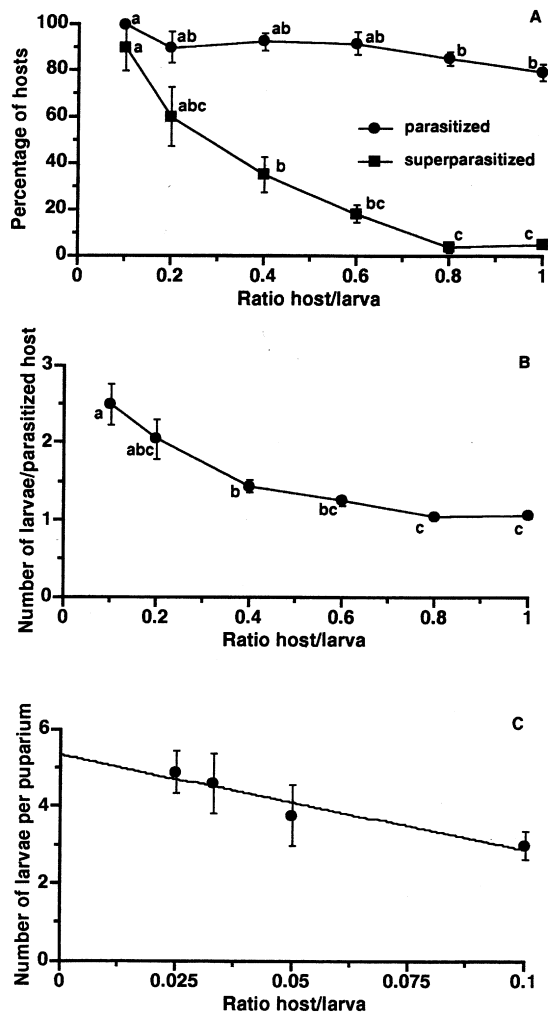 A
Percentage of hosts
100
80
60
40
20
0
a
ab
ab
ab
b
b
a
abc
b
bc
c
c
parasitized
superparasitized
0
0.2
0.4
0.6
0.8
1
Ratio host/larva
B
Number of larvae/parasitized host
3
2
1
0
a
abc
b
bc
c
c
0
0.2
0.4
0.6
0.8
1
Ratio host/larva
C
Number of larvae per puparium
6
4
2
0
0
0.025
0.05
0.075
0.1
Ratio host/larva